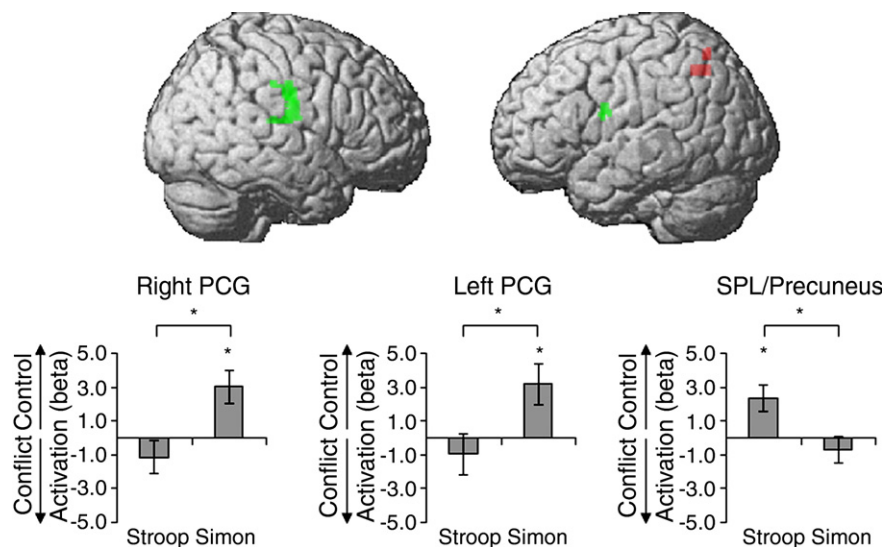 Right PCG
Left PCG
SPL/Precuneus
*
*
*
Conflict Control
Activation (beta)
5.0
3.0
1.0
-1.0
-3.0
-5.0
*
Stroop Simon
Conflict Control
Activation (beta)
5.0
3.0
1.0
-1.0
-3.0
-5.0
*
Stroop Simon
Conflict Control
Activation (beta)
5.0
3.0
1.0
-1.0
-3.0
-5.0
*
Stroop Simon